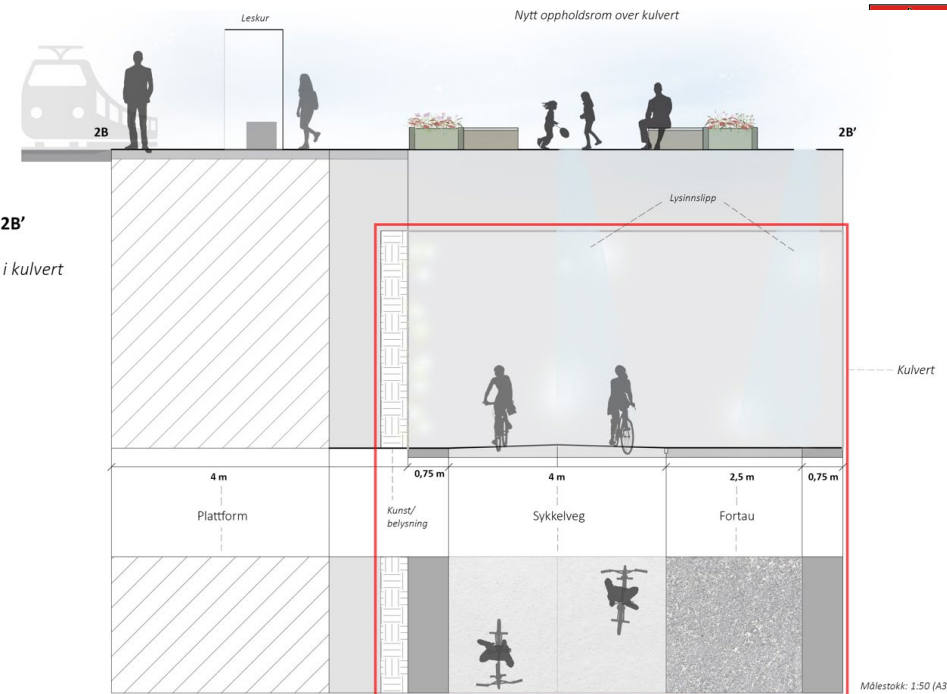 Leskur
Nytt oppholdsrom over kulvert
2B
2B'
2B'
i kulvert
Lysinnslipp
Kulvert
4 m
0,75 m
4 m
2,5 m
0,75 m
Plattform
Kunst/
belysning
Sykkelveg
Fortau
Målestokk: 1:50 (A3